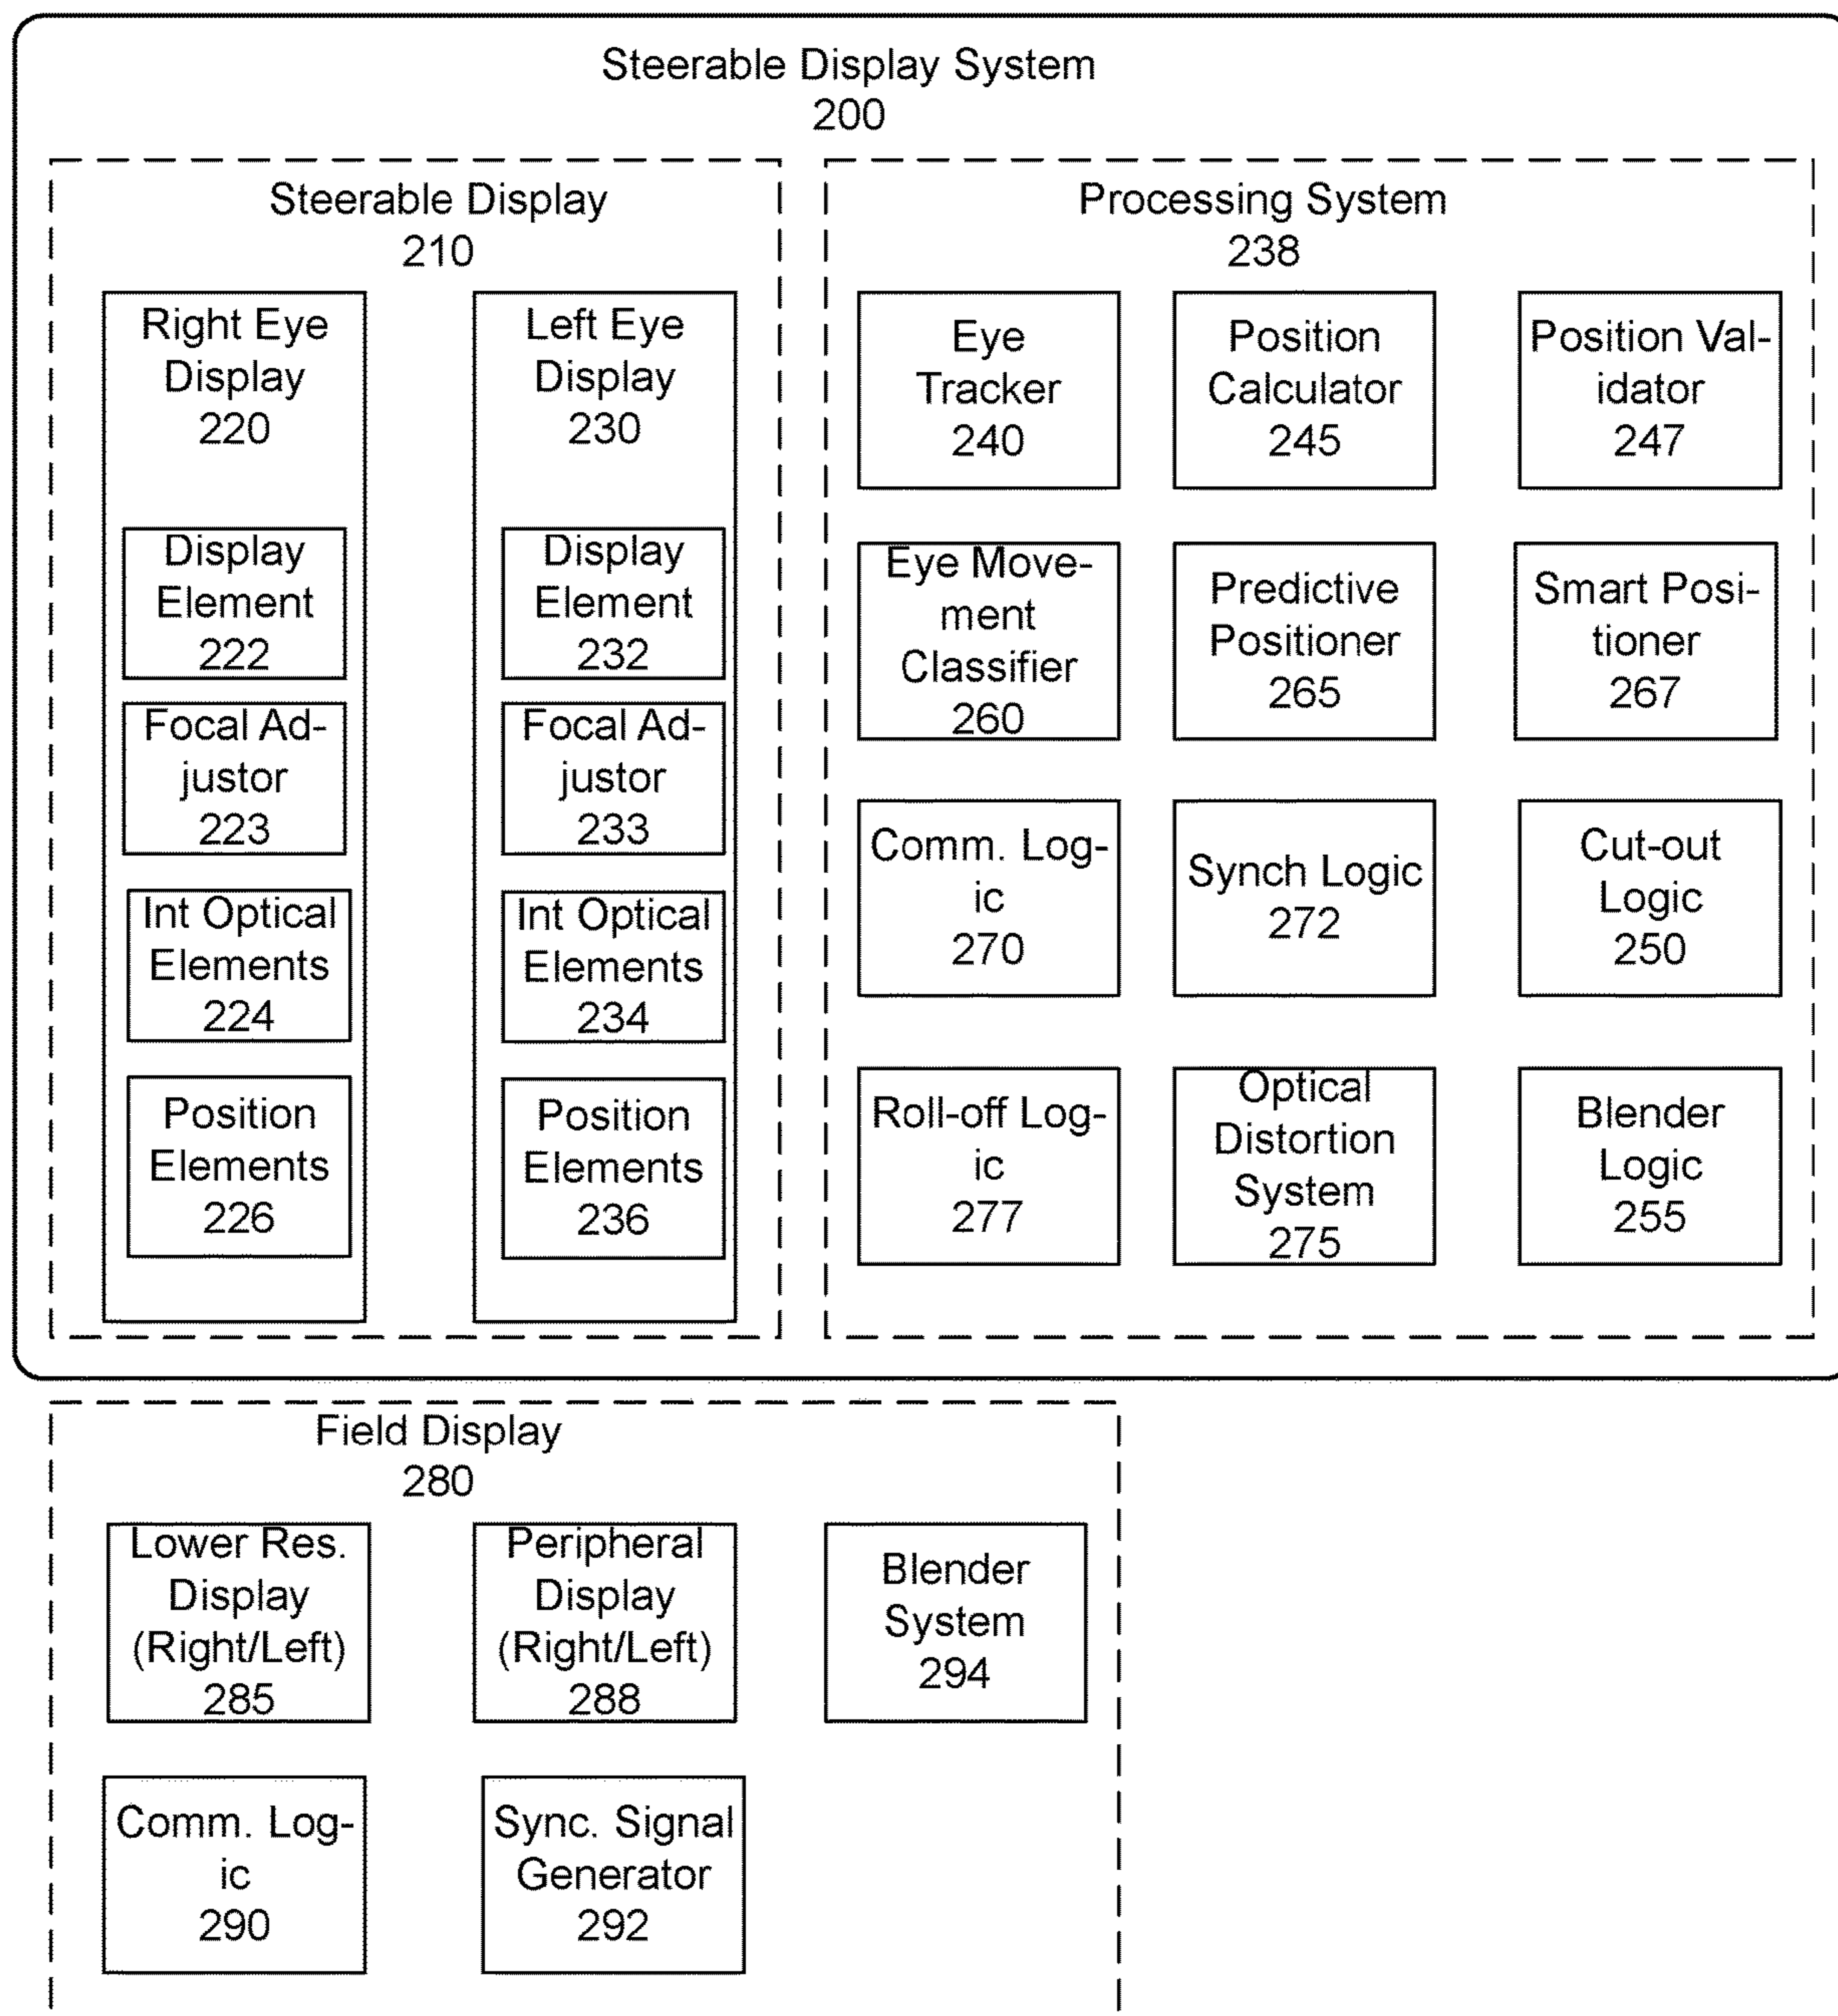 Steerable Display System
200
Steerable Display
210
Right Eye
Display
220
Display
Element
222
Focal Ad-
justor
223
Int Optical
Elements
224
Position
Elements
226
Left Eye
Display
230
Display
Element
232
Focal Ad-
justor
233
Int Optical
Elements
234
Position
Elements
236
Processing System
238
Eye
Tracker
240
Position
Calculator
245
Position Val-
idator
247
Eye Move-
ment
Classifier
260
Predictive
Positioner
265
Smart Posi-
tioner
267
Comm. Log-
ic
270
Synch Logic
272
Cut-out
Logic
250
Roll-off Log-
ic
277
Optical
Distortion
System
275
Blender
Logic
255
Field Display
280
Lower Res.
Display
(Right/Left)
285
Peripheral
Display
(Right/Left)
288
Blender
System
294
Comm. Log-
ic
290
Sync. Signal
Generator
292